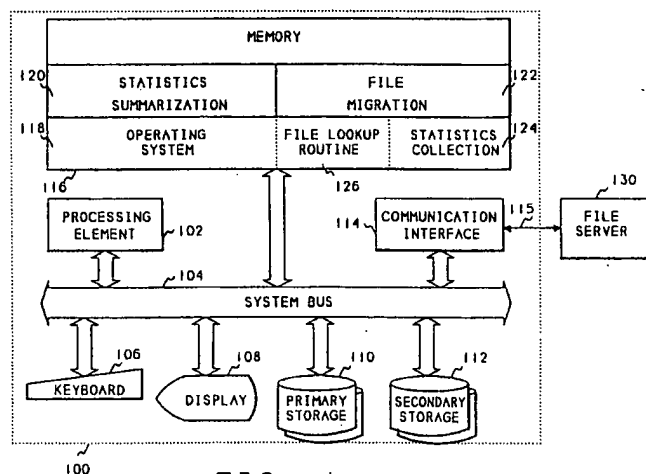 MEMORY
120 STATISTICS SUMMARIZATION FILE MIGRATION 122
118 OPERATING SYSTEM FILE LOOKUP ROUTINE STATISTICS COLLECTION 124
116 126
PROCESSING ELEMENT 102
114 COMMUNICATION INTERFACE 115
130
FILE SERVER
104
SYSTEM BUS
106 108 110 112
KEYBOARD DISPLAY PRIMARY STORAGE SECONDARY STORAGE
100